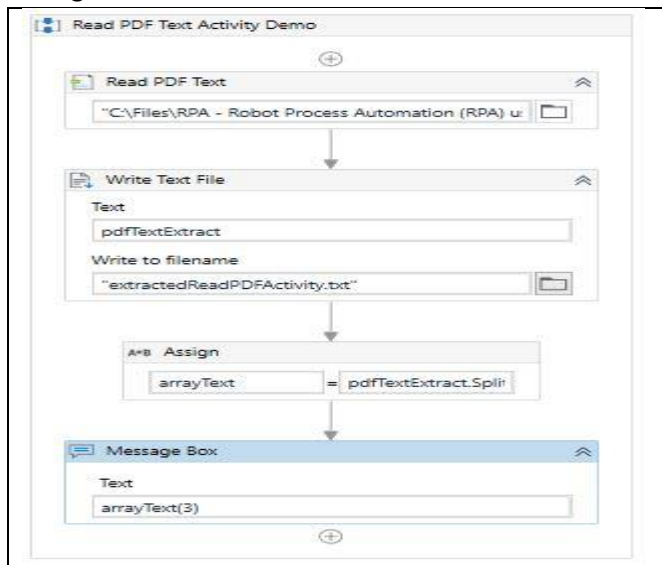 Read PDF Text Activity Demo
Read PDF Text
"C:\Files\RPA - Robot Process Automation (RPA) u
Write Text File
Text
pdfTextExtract
Write to filename
"extractedReadPDFActivity.txt"
A+B Assign
arrayText = pdfTextExtract.Split
Message Box
Text
arrayText(3)